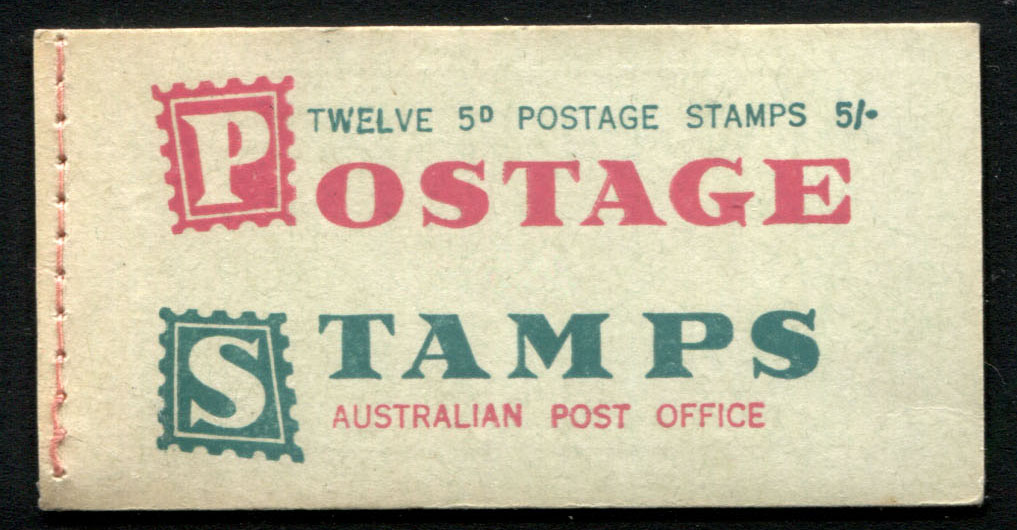 TWELVE 5D POSTAGE STAMPS 5/-
POSTAGE
STAMPS
AUSTRALIAN POST OFFICE